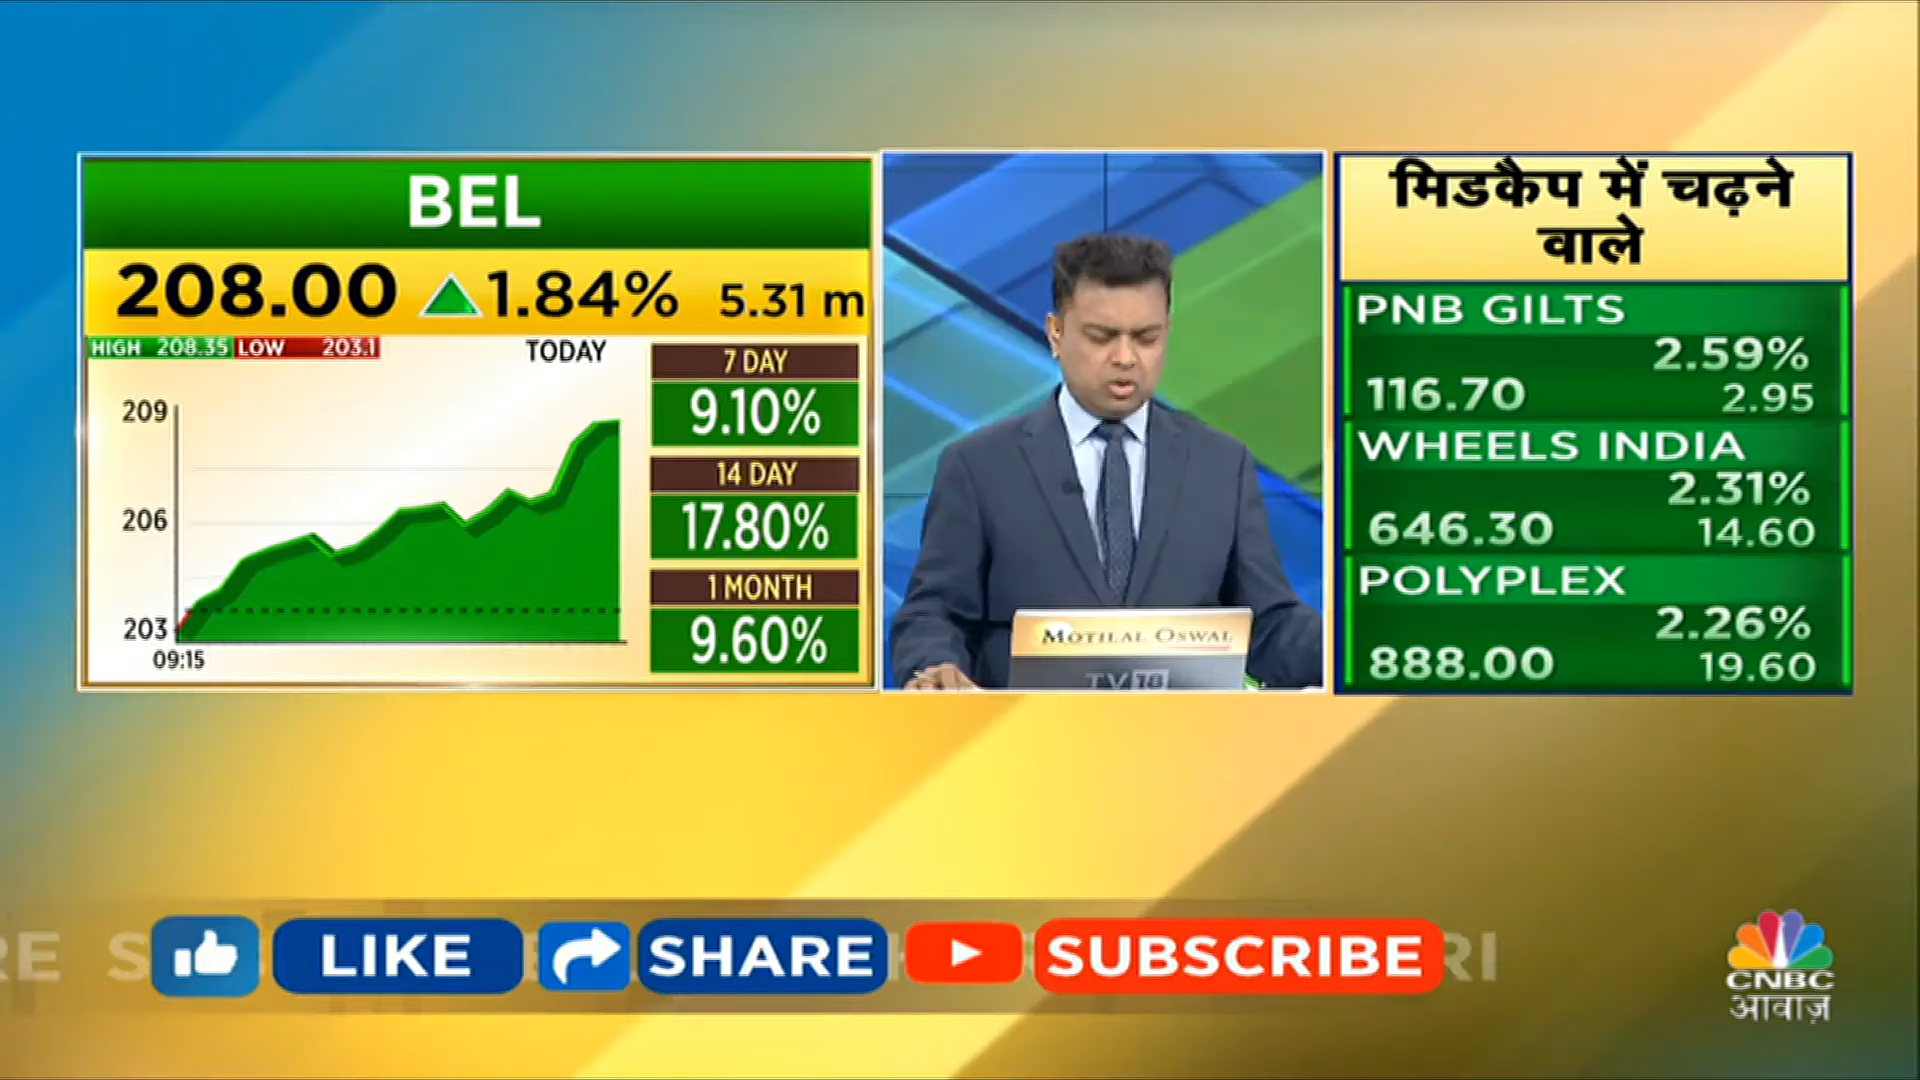 BEL
208.00 1.84% 5.31 m
HIGH 208.35 LOW 203.1
TODAY
209
206
203
09:15
7 DAY
9.10%
14 DAY
17.80%
1 MONTH
9.60%
MOTILAL OSWAL
TV 18
मिडकैप में चढ़ने
वाले
PNB GILTS
2.59%
116.70 2.95
WHEELS INDIA
2.31%
646.30 14.60
POLYPLEX
2.26%
888.00 19.60
LIKE SHARE SUBSCRIBE
CNBC
आवाज़